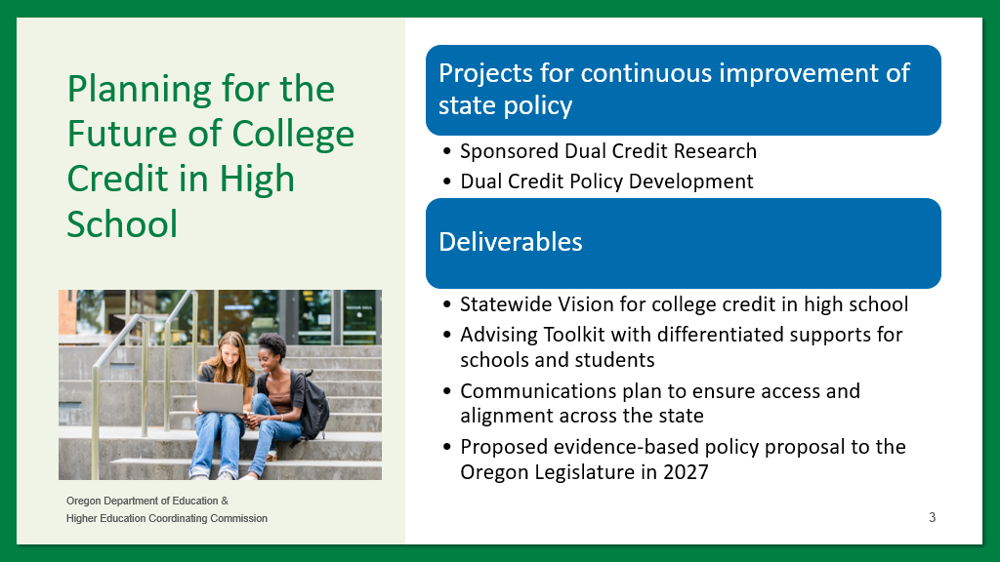 Planning for the
Future of College
Credit in High
School
Oregon Department of Education &
Higher Education Coordinating Commission
Projects for continuous improvement of
state policy
• Sponsored Dual Credit Research
• Dual Credit Policy Development
Deliverables
• Statewide Vision for college credit in high school
• Advising Toolkit with differentiated supports for
schools and students
• Communications plan to ensure access and
alignment across the state
• Proposed evidence-based policy proposal to the
Oregon Legislature in 2027
3